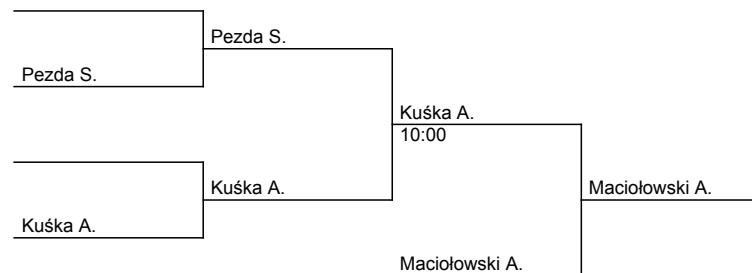 Pezda S.
Pezda S.
Kuśka A.
10:00
Kuśka A.
Maciołowski A.
Kuśka A.
Maciołowski A.